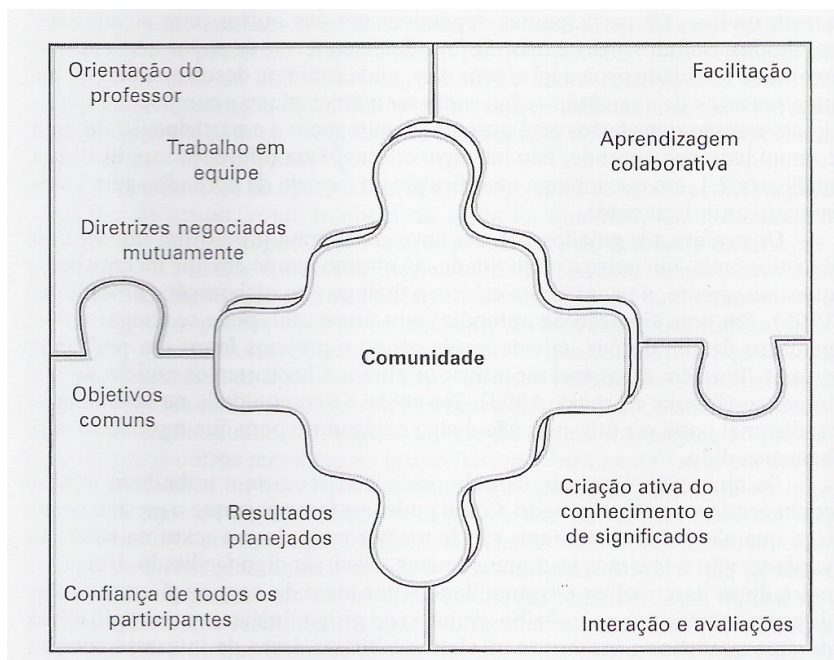 Orientação do
professor
Trabalho em
equipe
Diretrizes negociadas
mutuamente
Facilitação
Aprendizagem
colaborativa
Comunidade
Objetivos
comuns
Resultados
planejados
Confiança de todos os
participantes
Criação ativa do
conhecimento e
de significados
Interação e avaliações